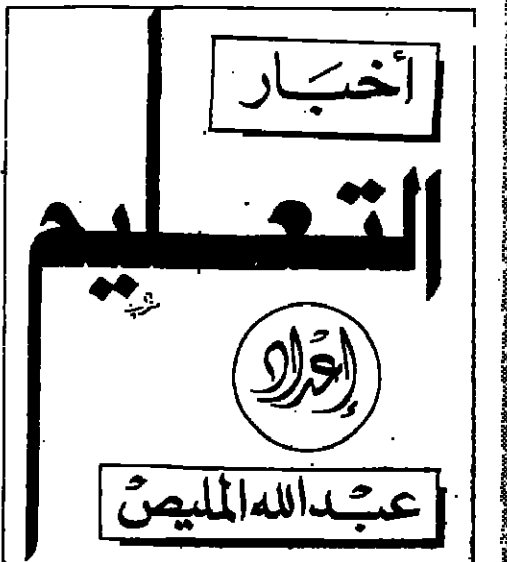 أخبار
التعليم
إعداد
عبدالله المليص